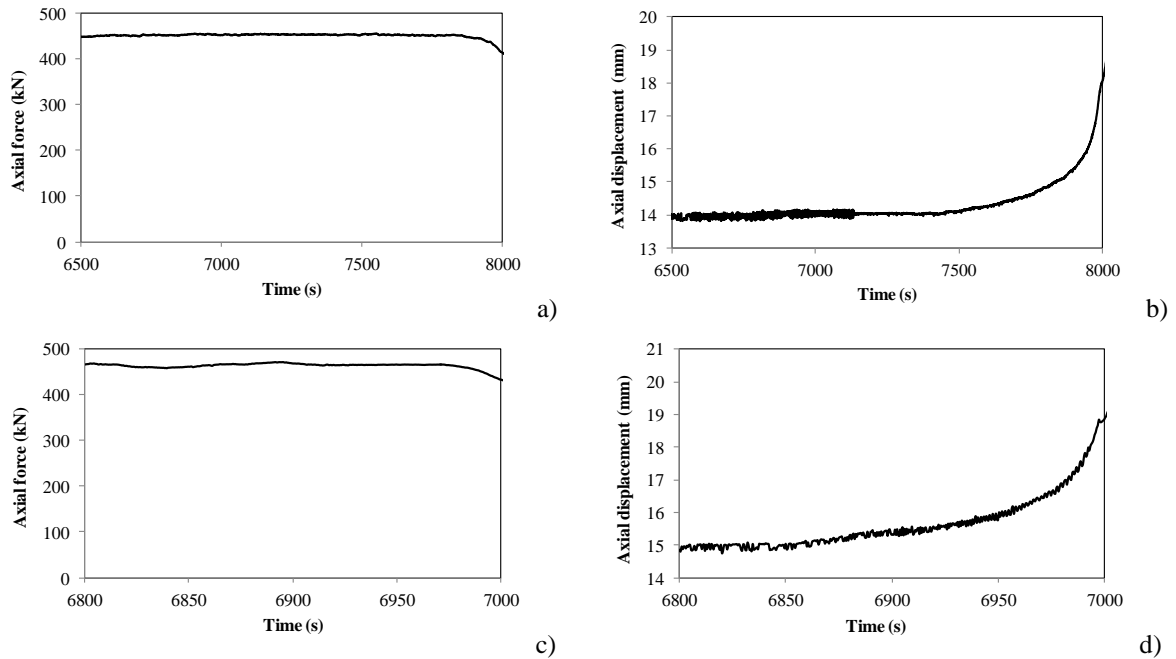 500
400
300
200
100
0
Axial force (kN)
6500 7000 7500 8000
Time (s)
a)
20
19
18
17
16
15
14
13
Axial displacement (mm)
6500 7000 7500 8000
Time (s)
b)
500
400
300
200
100
0
Axial force (kN)
6800 6850 6900 6950 7000
Time (s)
c)
21
20
19
18
17
16
15
14
Axial displacement (mm)
6800 6850 6900 6950 7000
Time (s)
d)